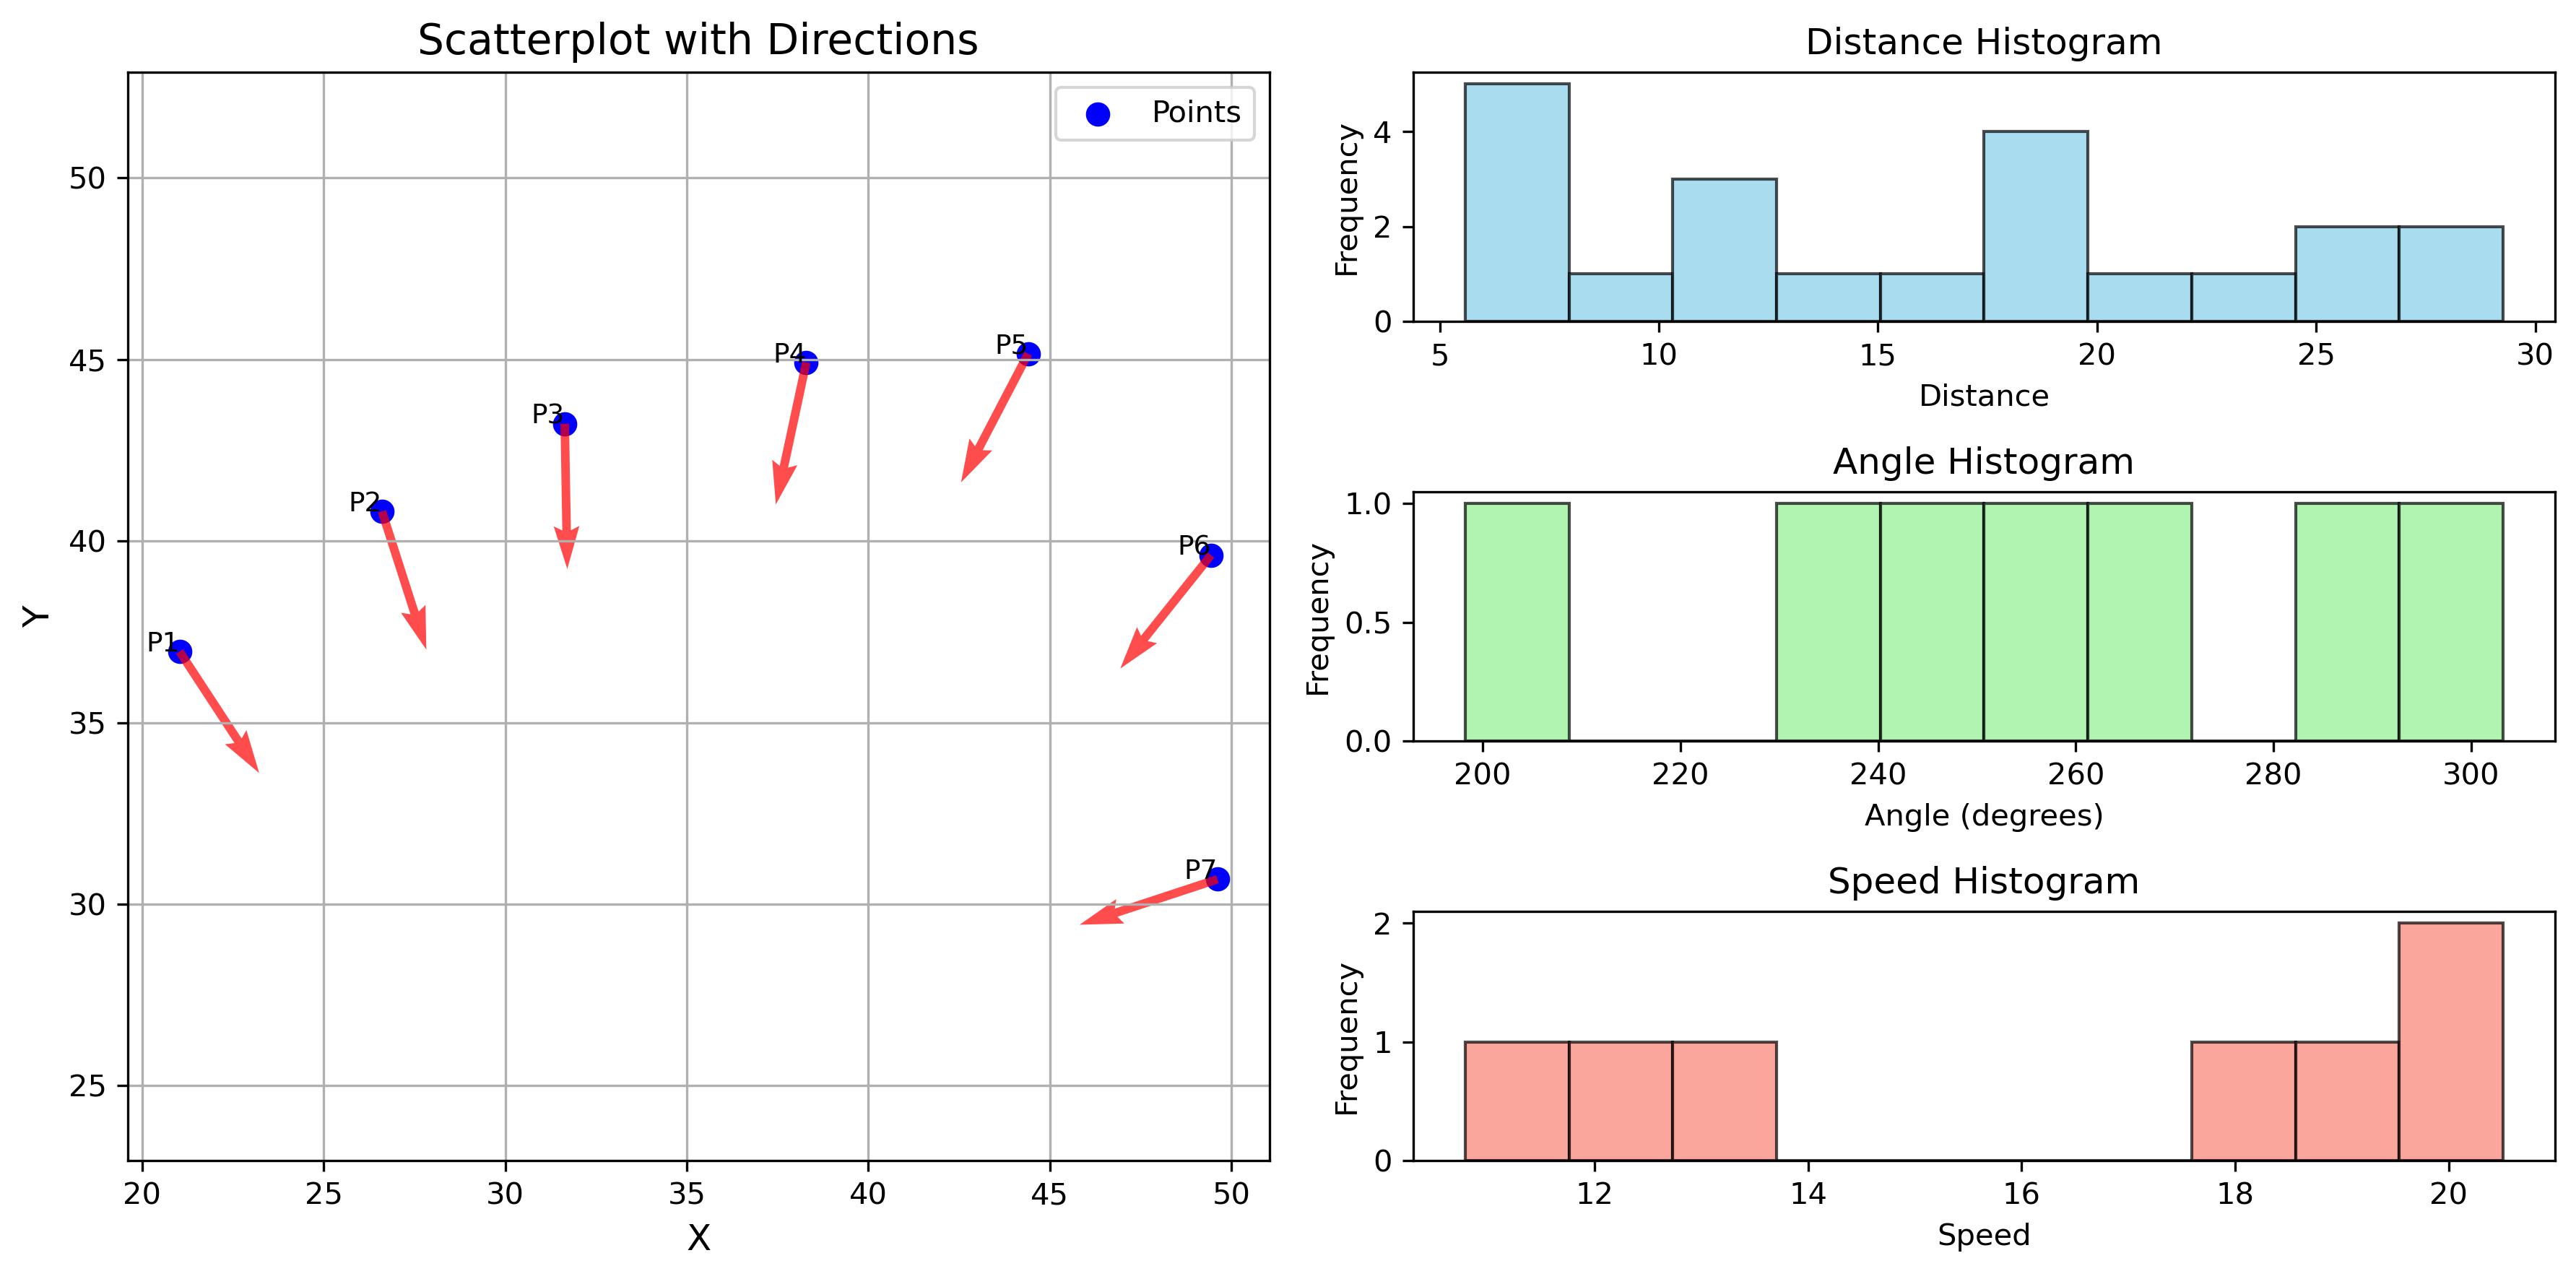 Scatterplot with Directions
Points
P1
P2
P3
P4
P5
P6
P7
50
45
40
35
30
25
Y
20 25 30 35 40 45 50
X
Distance Histogram
Frequency
4
2
0
5 10 15 20 25 30
Distance
Angle Histogram
Frequency
1.0
0.5
0.0
200 220 240 260 280 300
Angle (degrees)
Speed Histogram
Frequency
2
1
0
12 14 16 18 20
Speed